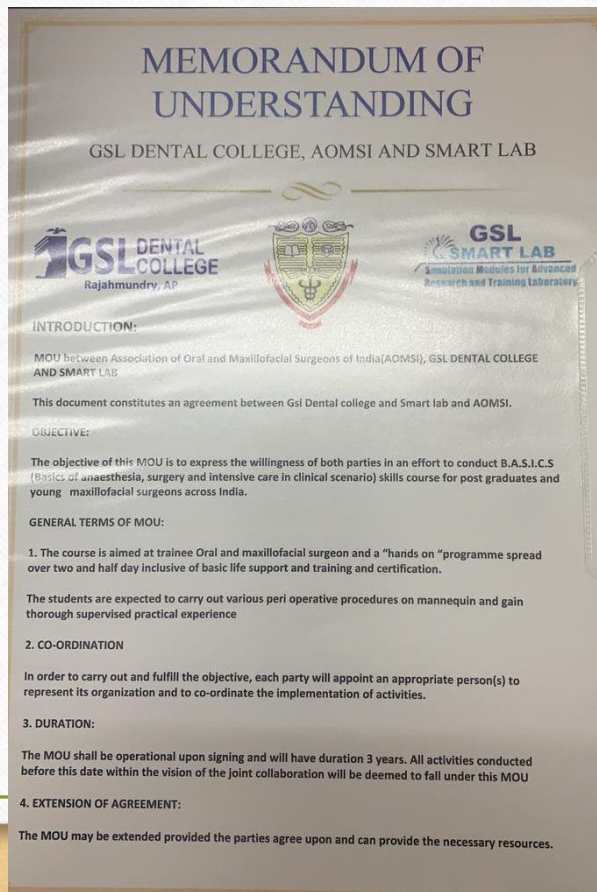 MEMORANDUM OF
UNDERSTANDING
GSL DENTAL COLLEGE, AOMSI AND SMART LAB
GSL DENTAL
COLLEGE
Rajahmundry, AP
GSL
SMART LAB
Simulation Modules for Advanced
Research and Training Laboratory
INTRODUCTION:
MOU between Association of Oral and Maxillofacial Surgeons of India(AOMSI), GSL DENTAL COLLEGE
AND SMART LAB
This document constitutes an agreement between Gsl Dental college and Smart lab and AOMSI.
OBJECTIVE:
The objective of this MOU is to express the willingness of both parties in an effort to conduct B.A.S.I.C.S
(Basics of anaesthesia, surgery and intensive care in clinical scenario) skills course for post graduates and
young maxillofacial surgeons across India.
GENERAL TERMS OF MOU:
1. The course is aimed at trainee Oral and maxillofacial surgeon and a "hands on "programme spread
over two and half day inclusive of basic life support and training and certification.
The students are expected to carry out various peri operative procedures on mannequin and gain
thorough supervised practical experience
2. CO-ORDINATION
In order to carry out and fulfill the objective, each party will appoint an appropriate person(s) to
represent its organization and to co-ordinate the implementation of activities.
3. DURATION:
The MOU shall be operational upon signing and will have duration 3 years. All activities conducted
before this date within the vision of the joint collaboration will be deemed to fall under this MOU
4. EXTENSION OF AGREEMENT:
The MOU may be extended provided the parties agree upon and can provide the necessary resources.